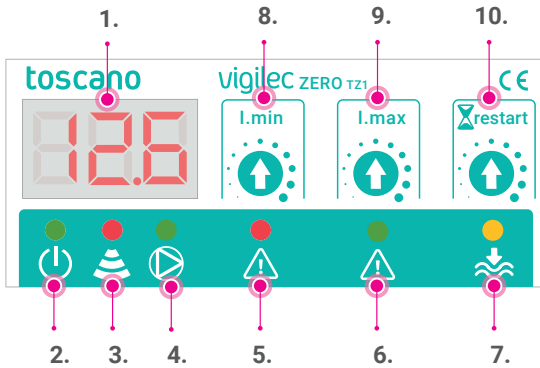 1. 8. 9. 10.
toscano vigilec ZERO TZ1 CE
I.min I.max restart
12.6
2. 3. 4. 5. 6. 7.